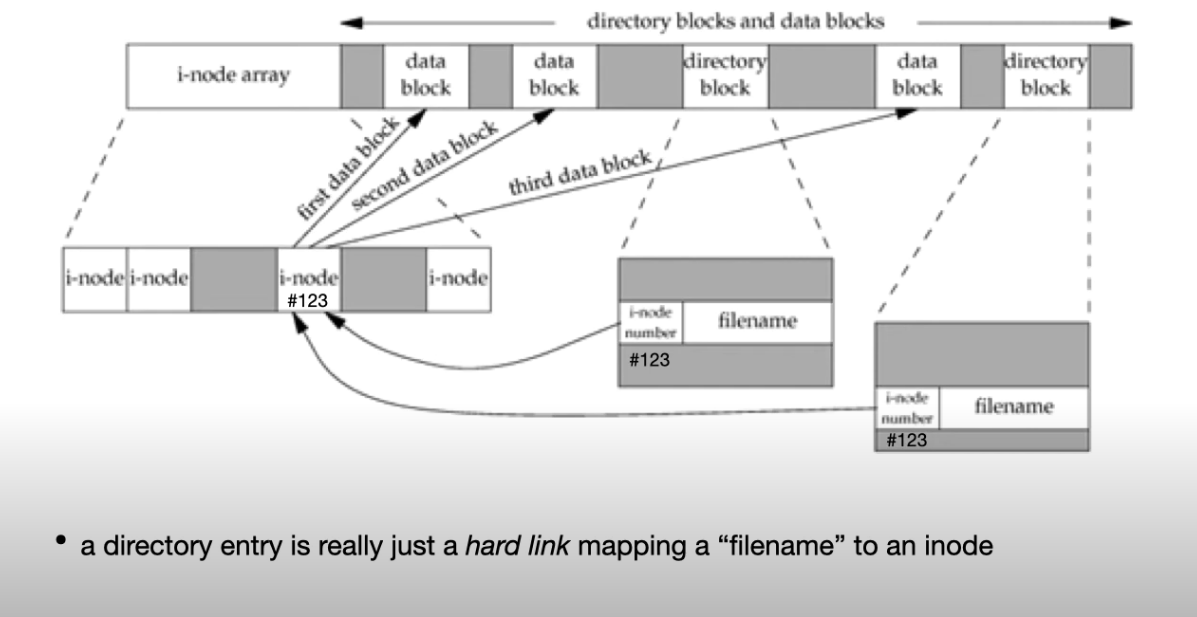 directory blocks and data blocks
i-node array
data
block
data
block
directory
block
data
block
directory
block
first data block
second data block
third data block
i-node
i-node
i-node
#123
i-node
i-node
number
filename
#123
i-node
number
filename
#123
• a directory entry is really just a hard link mapping a “filename” to an inode